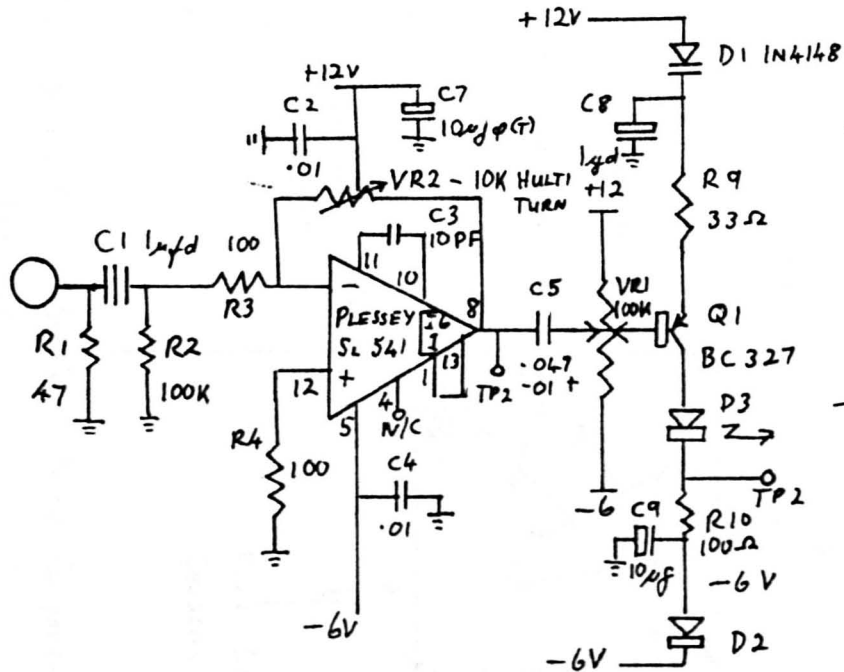 +12V
D1 1N4148
+12V
C7
10µf φ(T)
C2
.01
C8
1µfd
+12
R9
33Ω
VR2 - 10K MULTI
TURN
C3
10PF
C1 1µfd
100
R3
11
10
8
6
PLESSEY
SL 541
C5
VR1
100K
Q1
BC 327
R1
47
R2
100K
12
5
4
N/C
1
13
TP2
.047
.01 +
D3
R4
100
C4
.01
-6
C9
10µf
TP2
R10
100Ω
-6V
-6V
-6V
D2